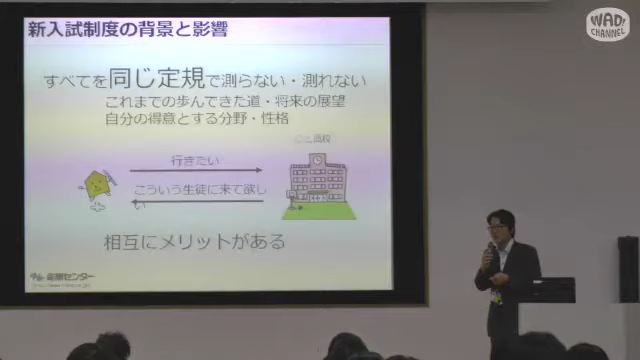 新入試制度の背景と影響
WAD!
CHANNEL
すべてを同じ定規で測らない・測れない
これまでの歩んできた道・将来の展望
自分の得意とする分野・性格
高校
行きたい
こういう生徒に来て欲し
い
相互にメリットがある
センター